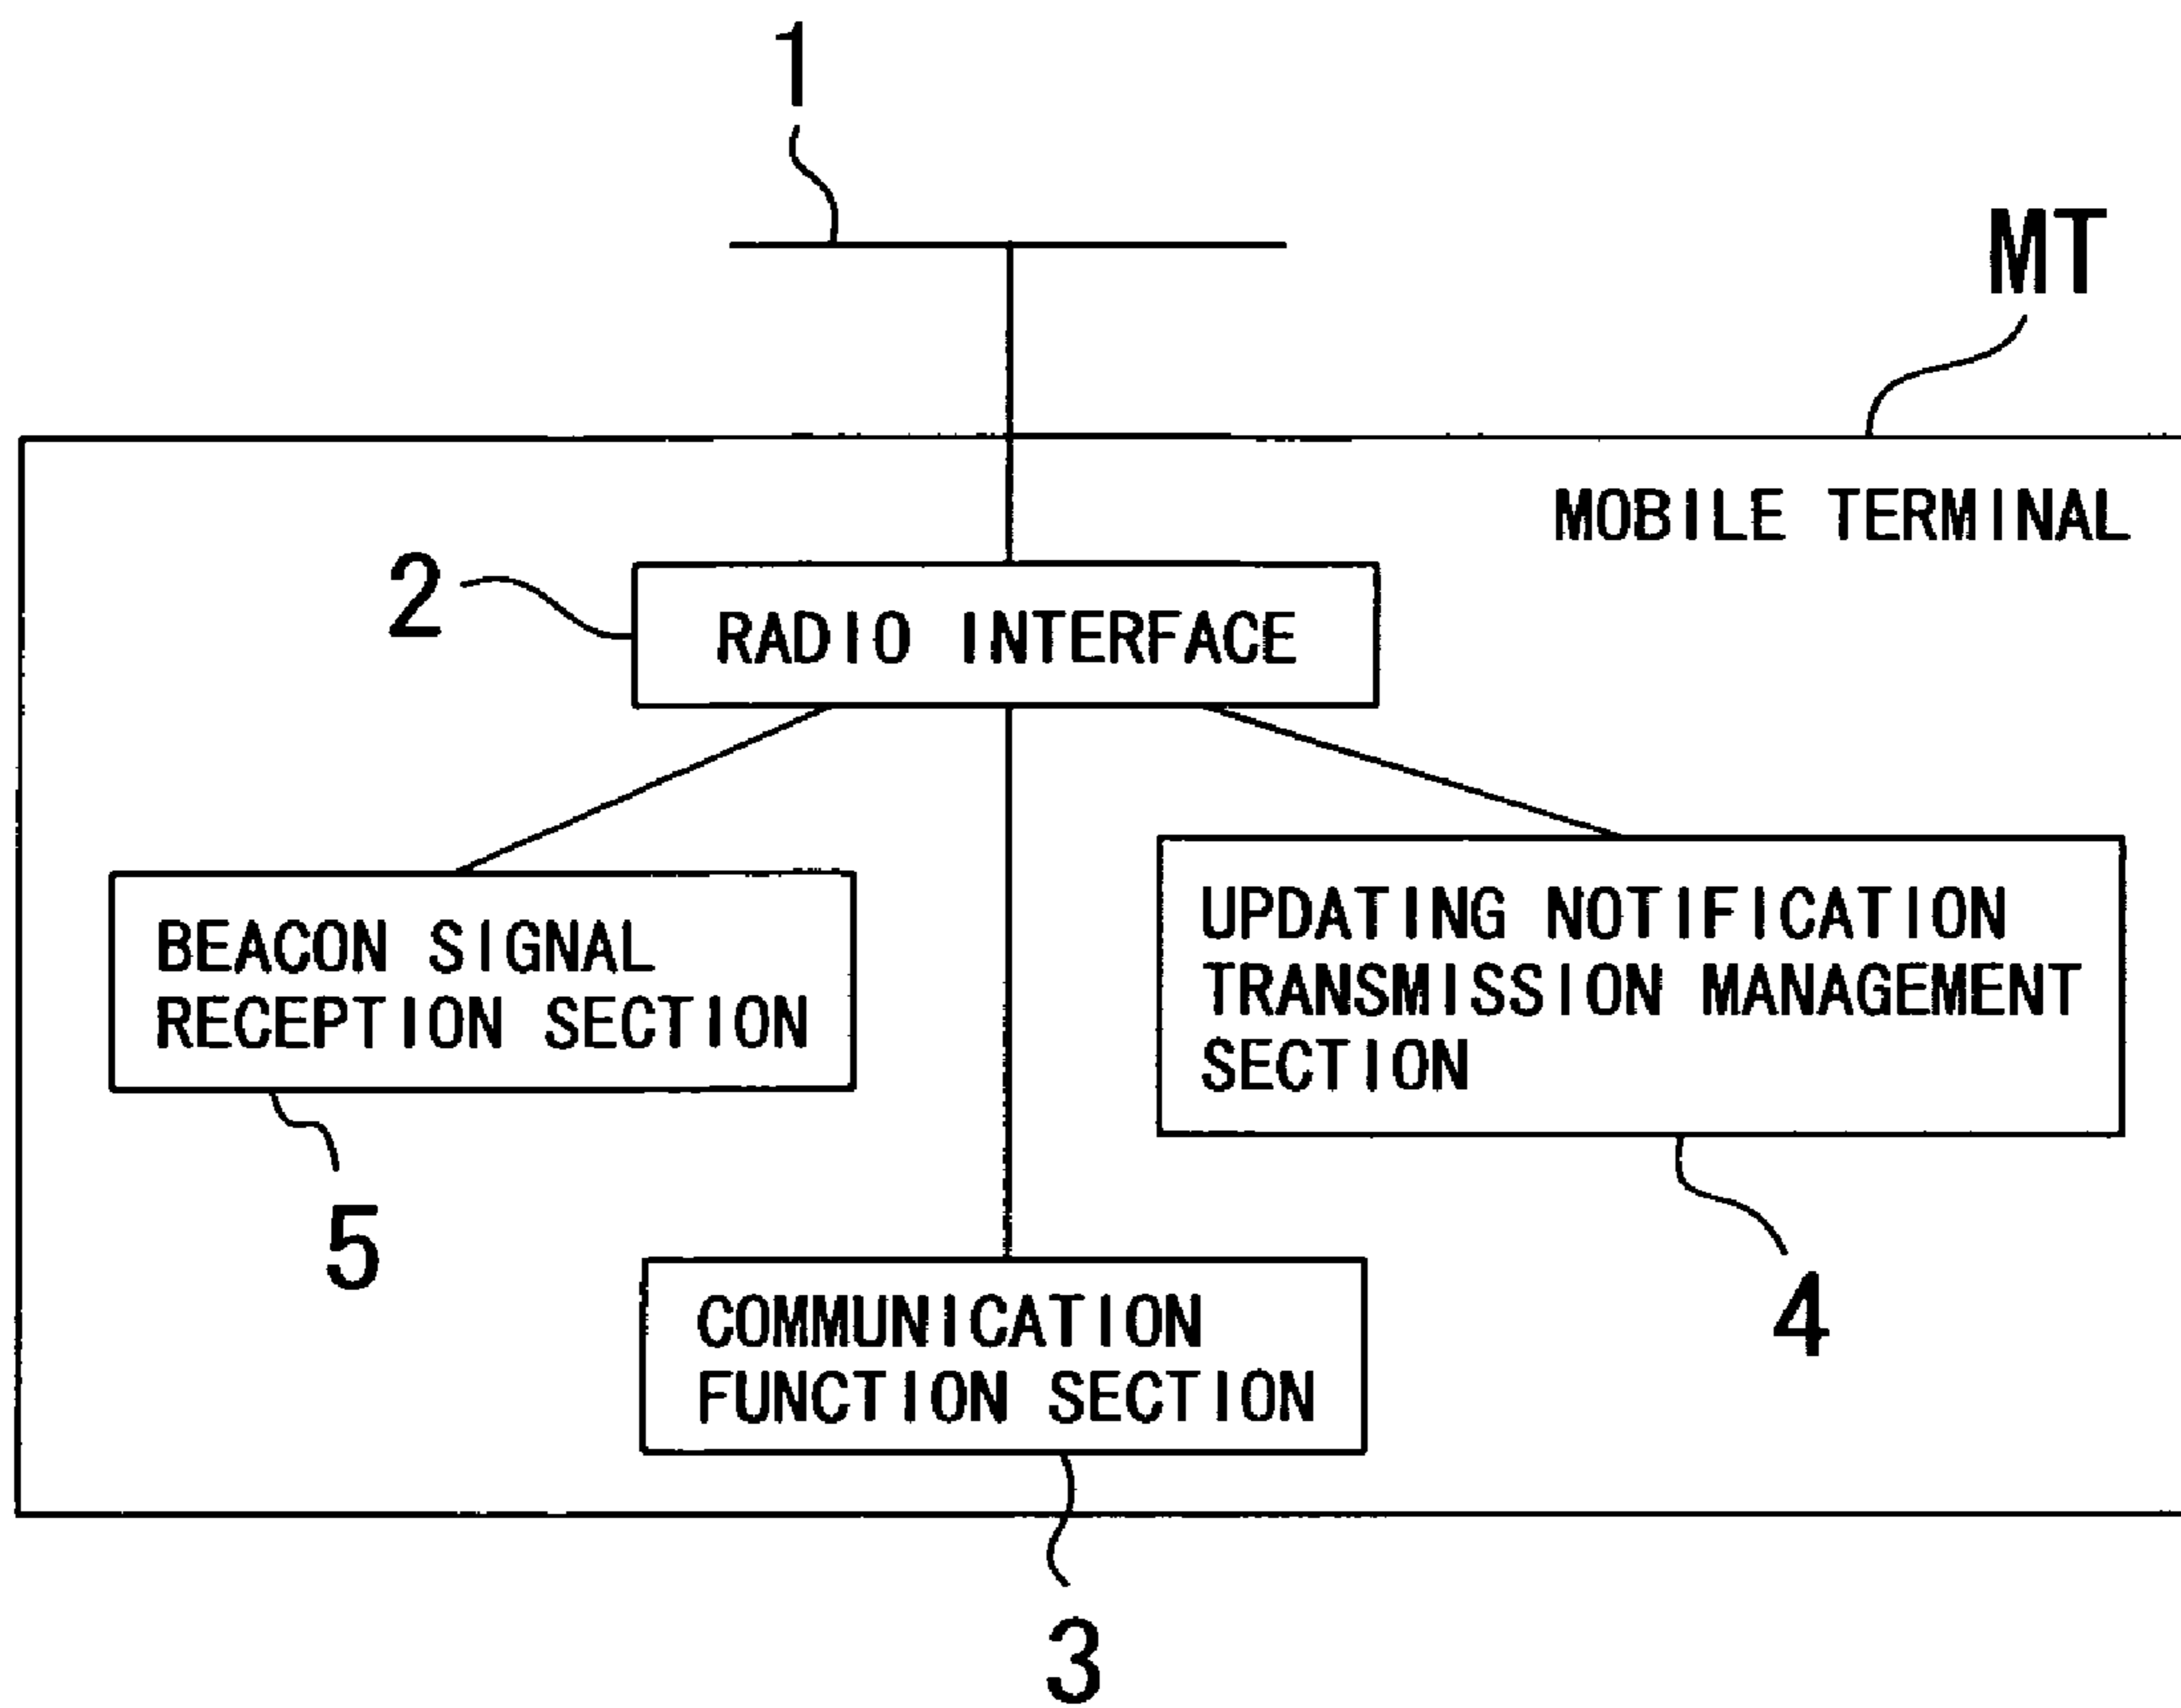 1
MT
MOBILE TERMINAL
2
RADIO INTERFACE
BEACON SIGNAL
RECEPTION SECTION
UPDATING NOTIFICATION
TRANSMISSION MANAGEMENT
SECTION
5
4
COMMUNICATION
FUNCTION SECTION
3